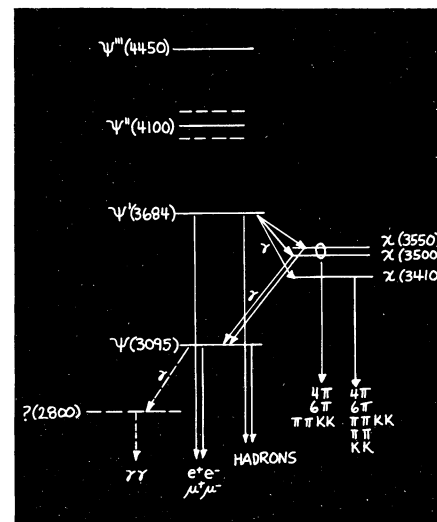 ψ'''(4450)
ψ''(4100)
ψ'(3684)
γ
χ(3550)
χ(3500)
χ(3410)
γ
ψ(3095)
γ
?(2800)
γγ
e⁺e⁻
μ⁺μ⁻
HADRONS
4π
6π
ππKK
4π
6π
ππKK
ππ
KK